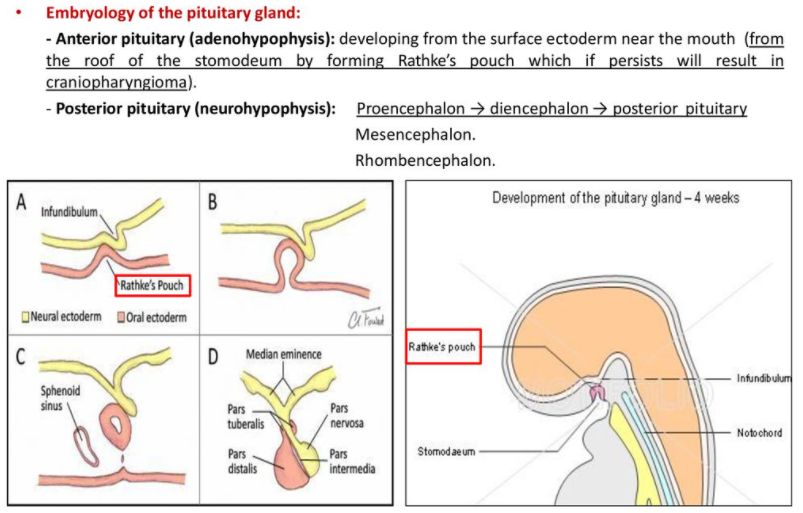 • Embryology of the pituitary gland:
- Anterior pituitary (adenohypophysis): developing from the surface ectoderm near the mouth (from
the roof of the stomodeum by forming Rathke's pouch which if persists will result in
craniopharyngioma).
- Posterior pituitary (neurohypophysis): Proencephalon → diencephalon → posterior pituitary
Mesencephalon.
Rhombencephalon.
A
Infundibulum
Rathke's Pouch
Neural ectoderm Oral ectoderm
B
C
Sphenoid
sinus
D
Median eminence
Pars
tuberalis
Pars
nervosa
Pars
distalis
Pars
intermedia
Development of the pituitary gland – 4 weeks
Rathke's pouch
Infundibulum
Notochord
Stomodaeum